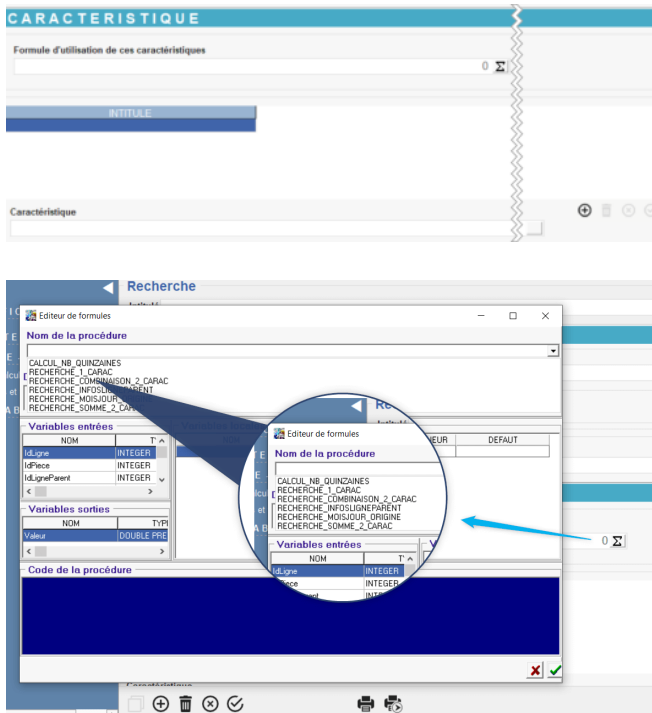 CARACTERISTIQUE
Formule d'utilisation de ces caractéristiques
0 Σ
INTITULE
Caractéristique
Recherche
Editeur de formules
Nom de la procédure
CALCUL_NB_QUINZAINES
RECHERCHE_1_CARAC
RECHERCHE_COMBINAISON_2_CARAC
RECHERCHE_INFOSLIGNEPARENT
RECHERCHE_MOISJOUR_ORIGINE
RECHERCHE_SOMME_2_CARAC
Variables entrées
NOM
IdLigne INTEGER
IdPiece INTEGER
IdLigneParent INTEGER
DEFAUT
Variables sorties
NOM TYPE
Valeur DOUBLE PRE
Code de la procédure
Editeur de formules
Nom de la procédure
CALCUL_NB_QUINZAINES
RECHERCHE_1_CARAC
RECHERCHE_COMBINAISON_2_CARAC
RECHERCHE_INFOSLIGNEPARENT
RECHERCHE_MOISJOUR_ORIGINE
RECHERCHE_SOMME_2_CARAC
Variables entrées
NOM
IdLigne INTEGER
0 Σ
Caractéristique